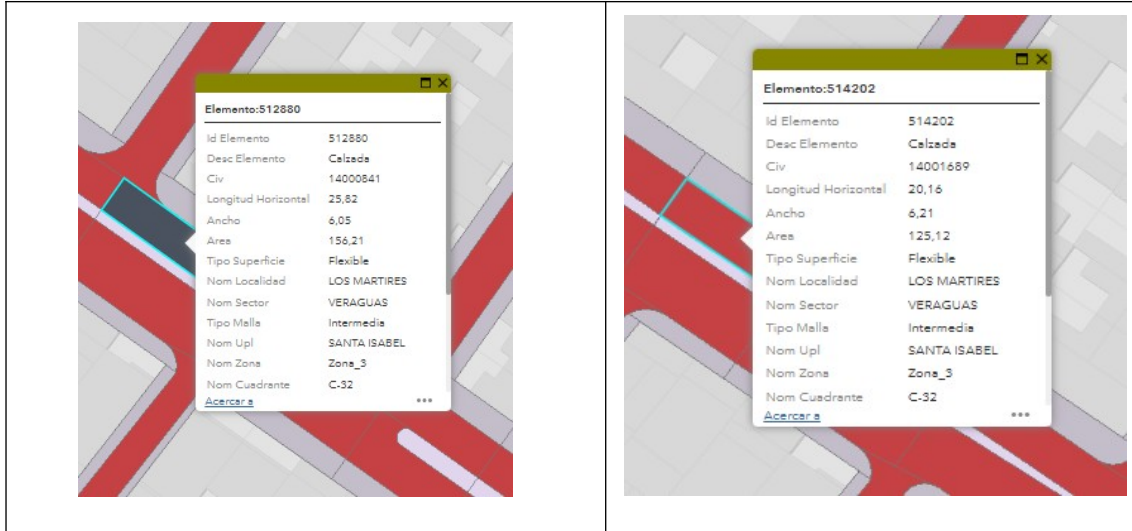 Elemento:512880
Id Elemento 512880
Desc Elemento Calzada
Civ 14000841
Longitud Horizontal 25,82
Ancho 6,05
Area 156,21
Tipo Superficie Flexible
Nom Localidad LOS MARTIRES
Nom Sector VERAGUAS
Tipo Malla Intermedia
Nom Upl SANTA ISABEL
Nom Zona Zona_3
Nom Cuadrante C-32
Acercar a
Elemento:514202
Id Elemento 514202
Desc Elemento Calzada
Civ 14001689
Longitud Horizontal 20,16
Ancho 6,21
Area 125,12
Tipo Superficie Flexible
Nom Localidad LOS MARTIRES
Nom Sector VERAGUAS
Tipo Malla Intermedia
Nom Upl SANTA ISABEL
Nom Zona Zona_3
Nom Cuadrante C-32
Acercar a